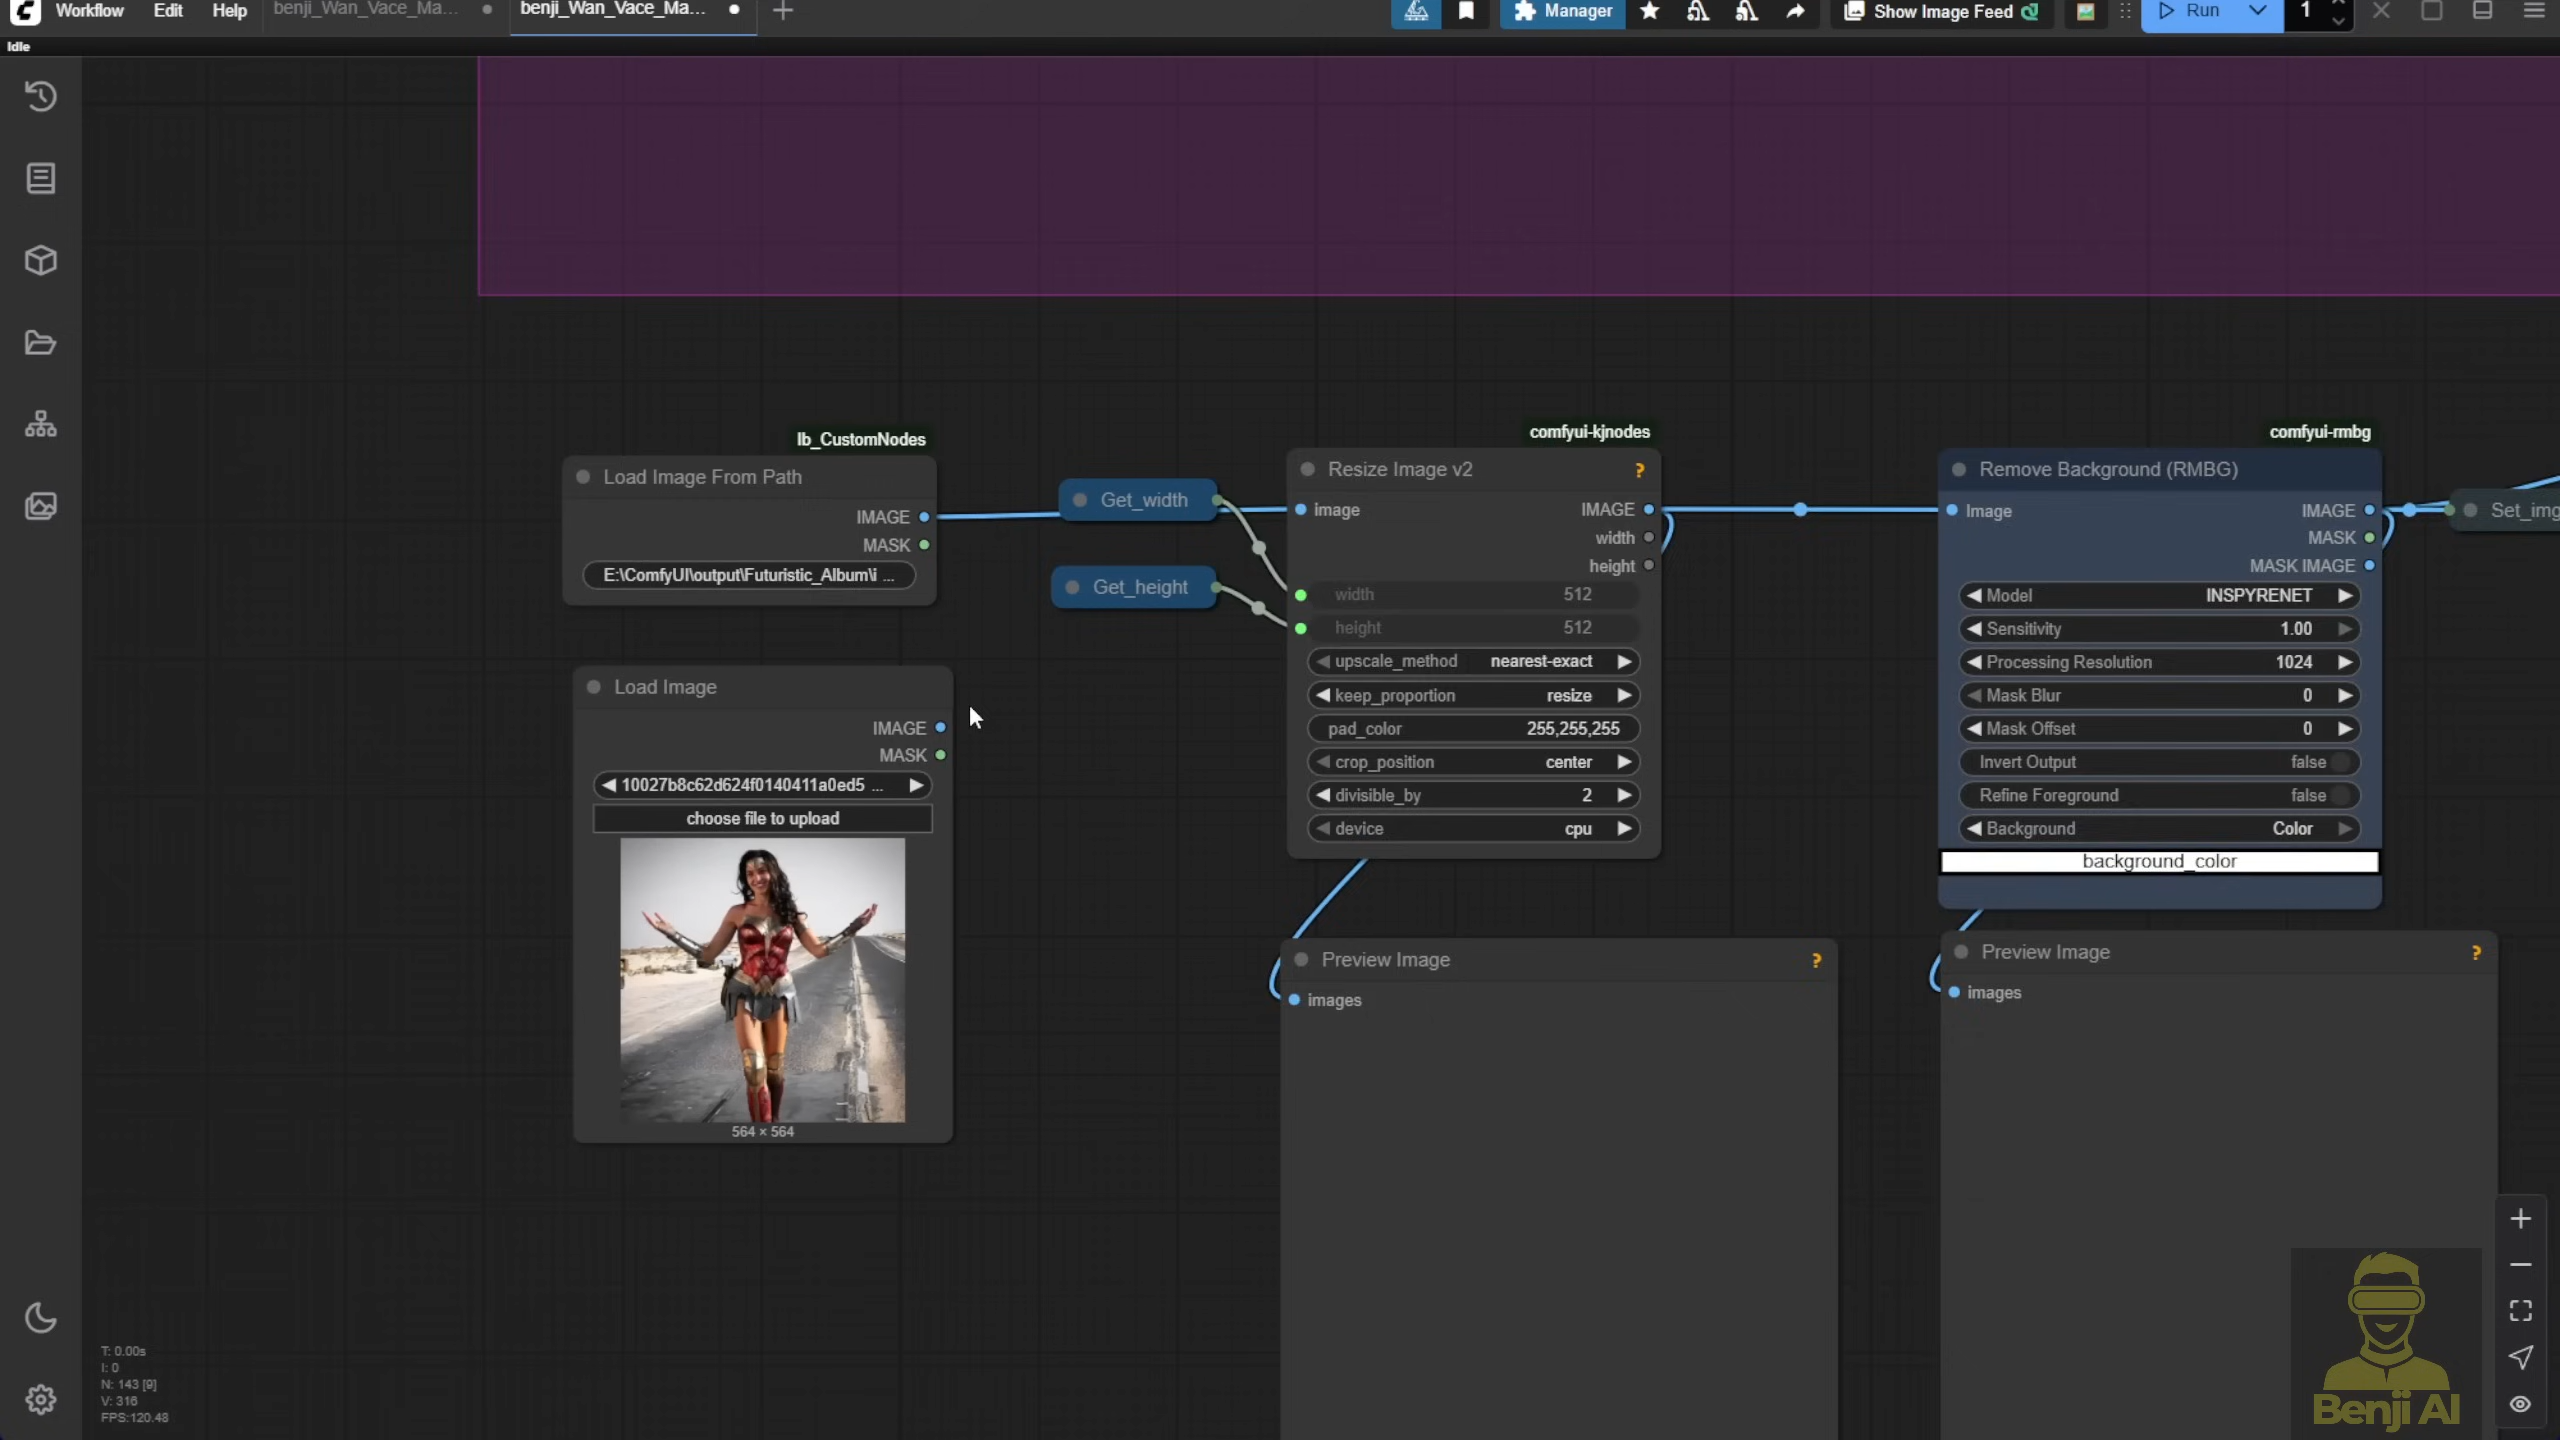 Workflow Edit Help benji_Wan_Vace_Ma... benji_Wan_Vace_Ma... Manager Show Image Feed Run 1
Idle
lb_CustomNodes
Load Image From Path
IMAGE
MASK
E:\ComfyUI\output\Futuristic_Album\i ...
Load Image
IMAGE
MASK
10027b8c62d624f0140411a0ed5 ...
choose file to upload
564 × 564
Get_width
Get_height
comfyui-kjnodes
Resize Image v2 ?
image IMAGE
width
height
width 512
height 512
upscale_method nearest-exact
keep_proportion resize
pad_color 255,255,255
crop_position center
divisible_by 2
device cpu
Preview Image ?
images
comfyui-rmbg
Remove Background (RMBG)
Image IMAGE
MASK
MASK IMAGE
Model INSPYRENET
Sensitivity 1.00
Processing Resolution 1024
Mask Blur 0
Mask Offset 0
Invert Output false
Refine Foreground false
Background Color
background_color
Preview Image ?
images
Set_img
T: 0.00s
I: 0
N: 143 [9]
V: 316
FPS:120.48
Benji AI